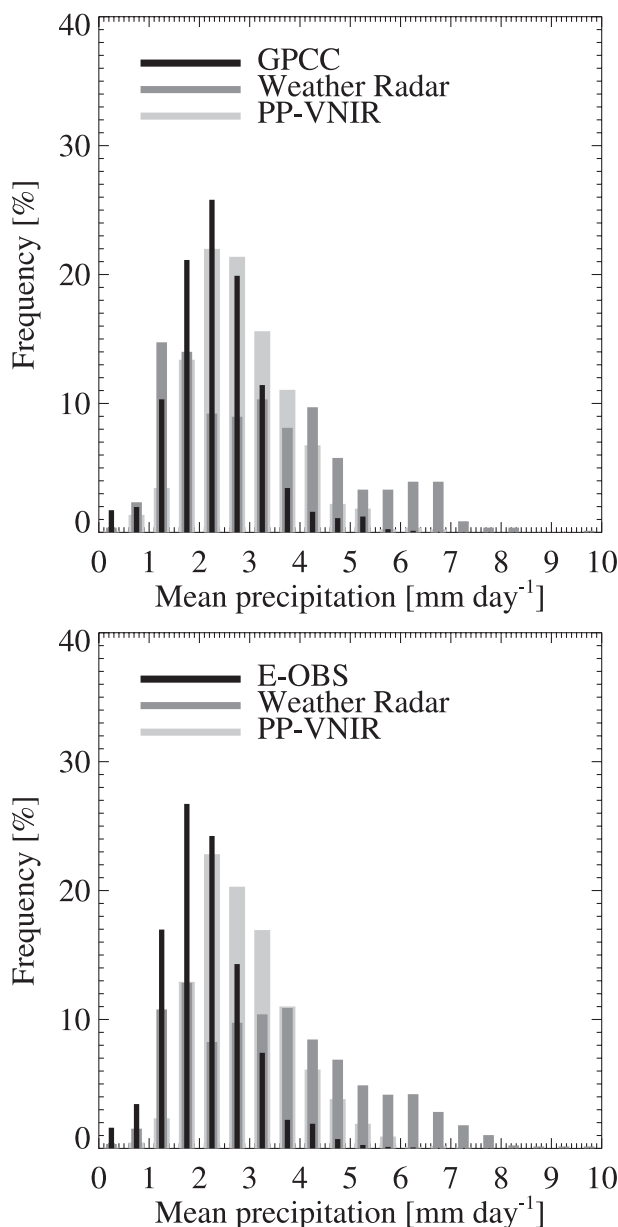 40
30
20
10
0
Frequency [%]
GPCC
Weather Radar
PP-VNIR
0 1 2 3 4 5 6 7 8 9 10
Mean precipitation [mm day-1]
40
30
20
10
0
Frequency [%]
E-OBS
Weather Radar
PP-VNIR
0 1 2 3 4 5 6 7 8 9 10
Mean precipitation [mm day-1]